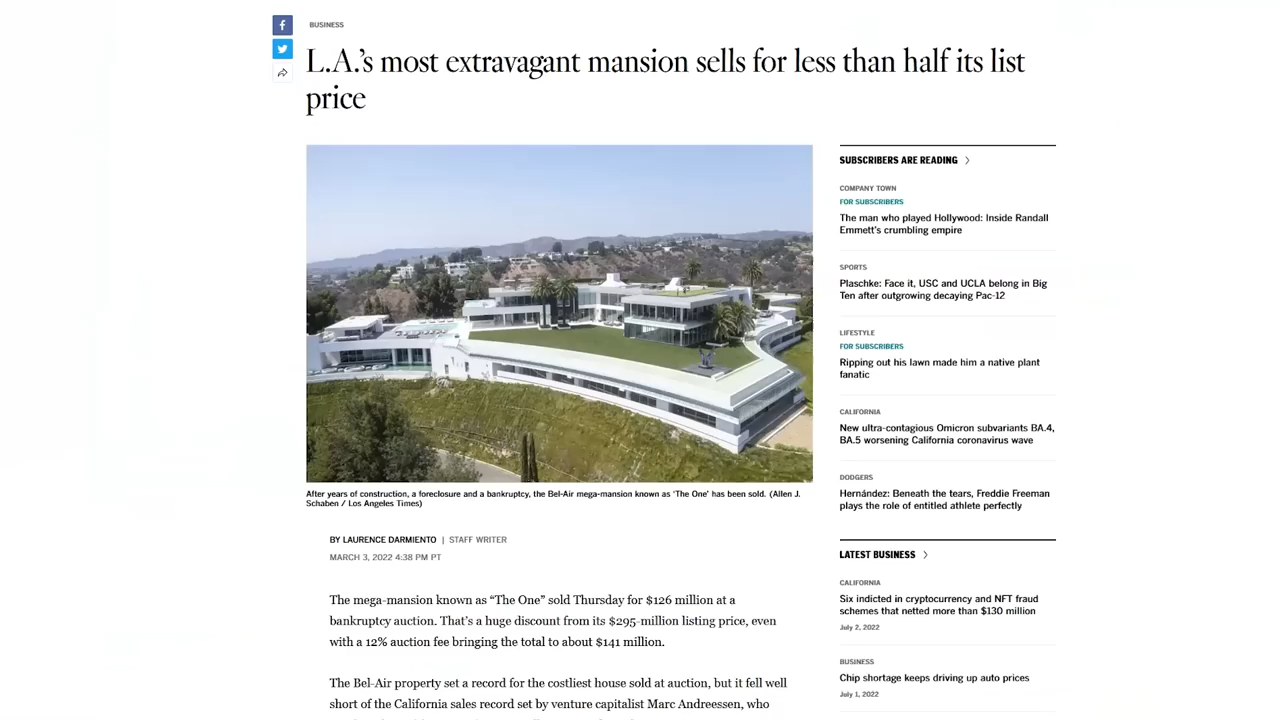 BUSINESS
L.A.’s most extravagant mansion sells for less than half its list
price
After years of construction, a foreclosure and a bankruptcy, the Bel-Air mega-mansion known as ‘The One’ has been sold. (Allen J.
Schaben / Los Angeles Times)
BY LAURENCE DARMIENTO | STAFF WRITER
MARCH 3, 2022 4:38 PM PT
The mega-mansion known as “The One” sold Thursday for $126 million at a
bankruptcy auction. That’s a huge discount from its $295-million listing price, even
with a 12% auction fee bringing the total to about $141 million.
The Bel-Air property set a record for the costliest house sold at auction, but it fell well
short of the California sales record set by venture capitalist Marc Andreessen, who
SUBSCRIBERS ARE READING
COMPANY TOWN
FOR SUBSCRIBERS
The man who played Hollywood: Inside Randall
Emmett’s crumbling empire
SPORTS
Plaschke: Face it, USC and UCLA belong in Big
Ten after outgrowing decaying Pac-12
LIFESTYLE
FOR SUBSCRIBERS
Ripping out his lawn made him a native plant
fanatic
CALIFORNIA
New ultra-contagious Omicron subvariants BA.4,
BA.5 worsening California coronavirus wave
DODGERS
Hernández: Beneath the tears, Freddie Freeman
plays the role of entitled athlete perfectly
LATEST BUSINESS
CALIFORNIA
Six indicted in cryptocurrency and NFT fraud
schemes that netted more than $130 million
July 2, 2022
BUSINESS
Chip shortage keeps driving up auto prices
July 1, 2022